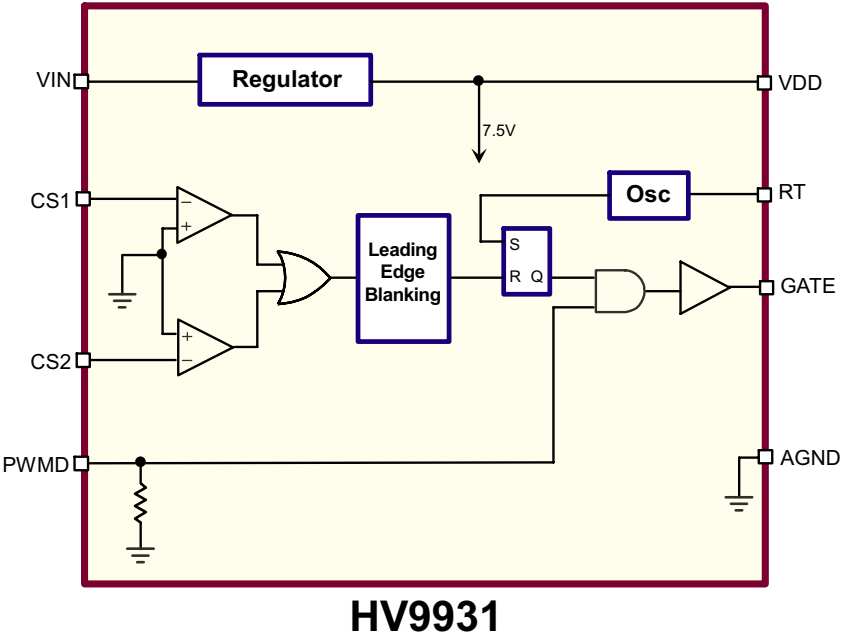 VIN
Regulator
VDD
7.5V
CS1
−
+
Osc
RT
S
R Q
Leading
Edge
Blanking
GATE
+
−
CS2
PWMD
AGND
HV9931